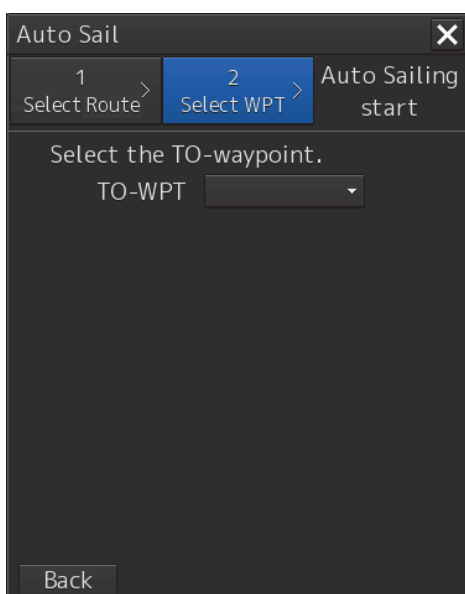 Auto Sail
1
Select Route
2
Select WPT
Auto Sailing
start
Select the TO-waypoint.
TO-WPT
Back